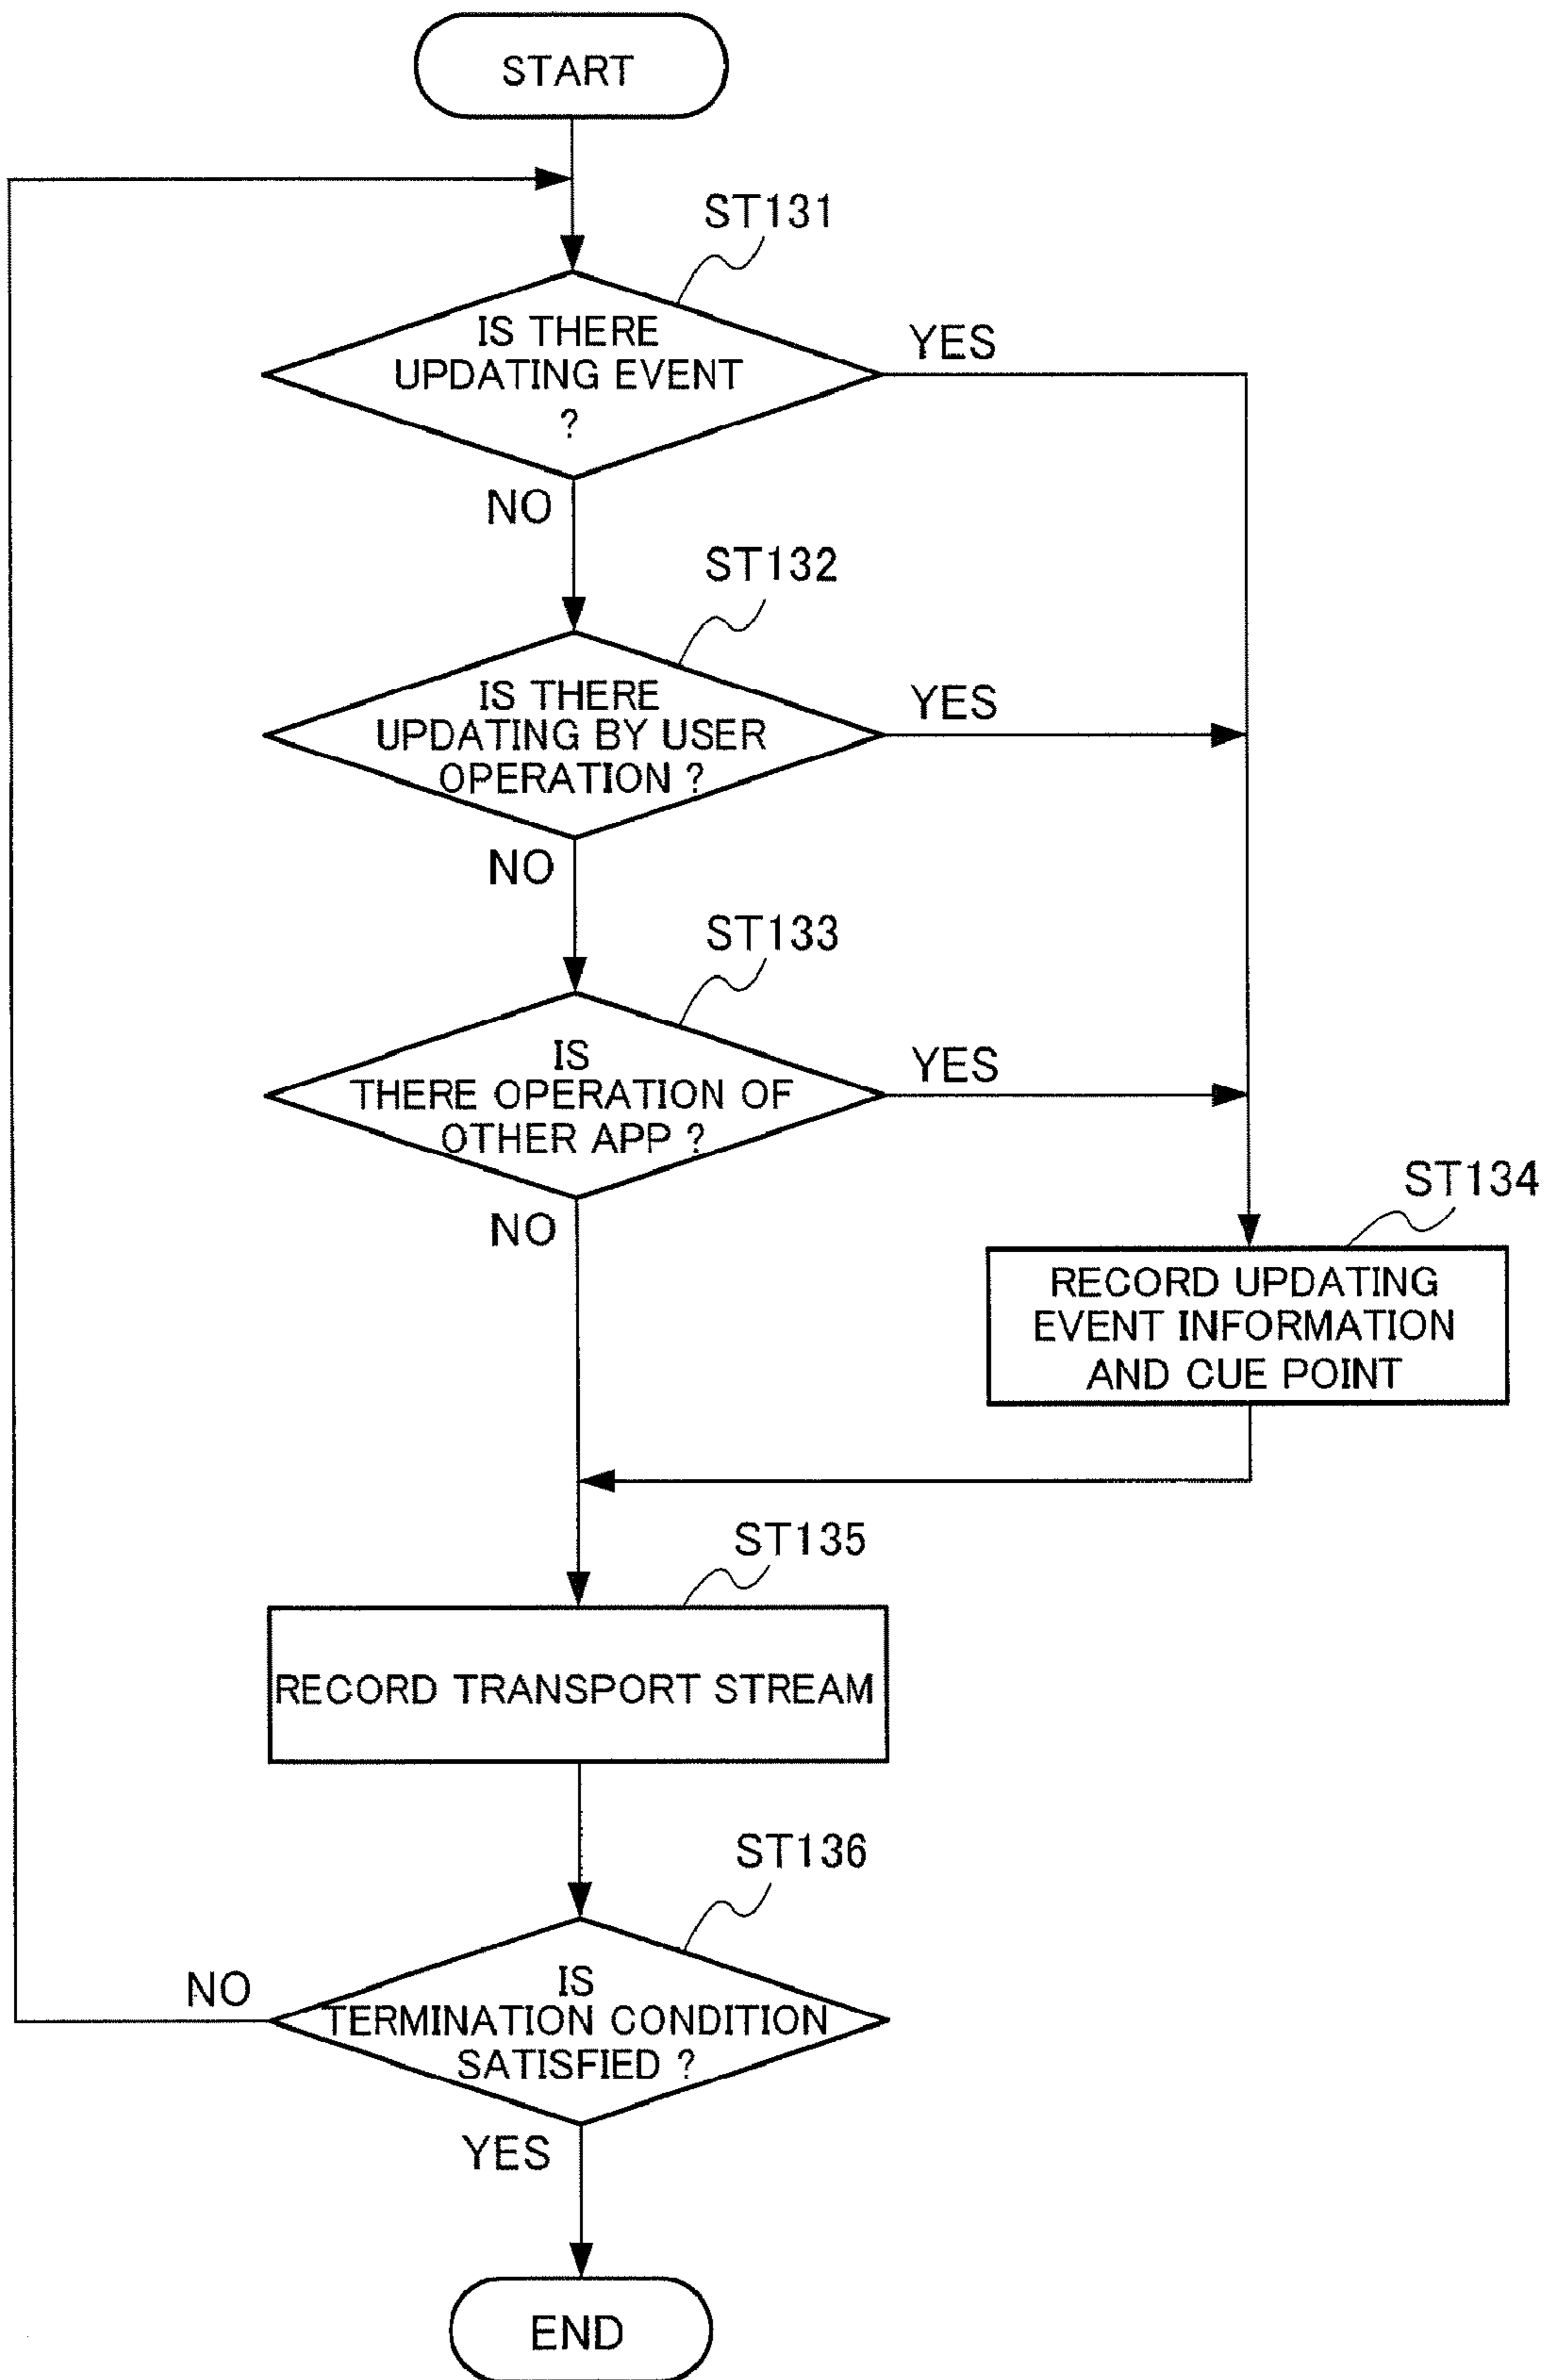 START
ST131
IS THERE
UPDATING EVENT
?
YES
NO
ST132
IS THERE
UPDATING BY USER
OPERATION ?
YES
NO
ST133
IS
THERE OPERATION OF
OTHER APP ?
YES
NO
ST134
RECORD UPDATING
EVENT INFORMATION
AND CUE POINT
ST135
RECORD TRANSPORT STREAM
ST136
IS
TERMINATION CONDITION
SATISFIED ?
NO
YES
END